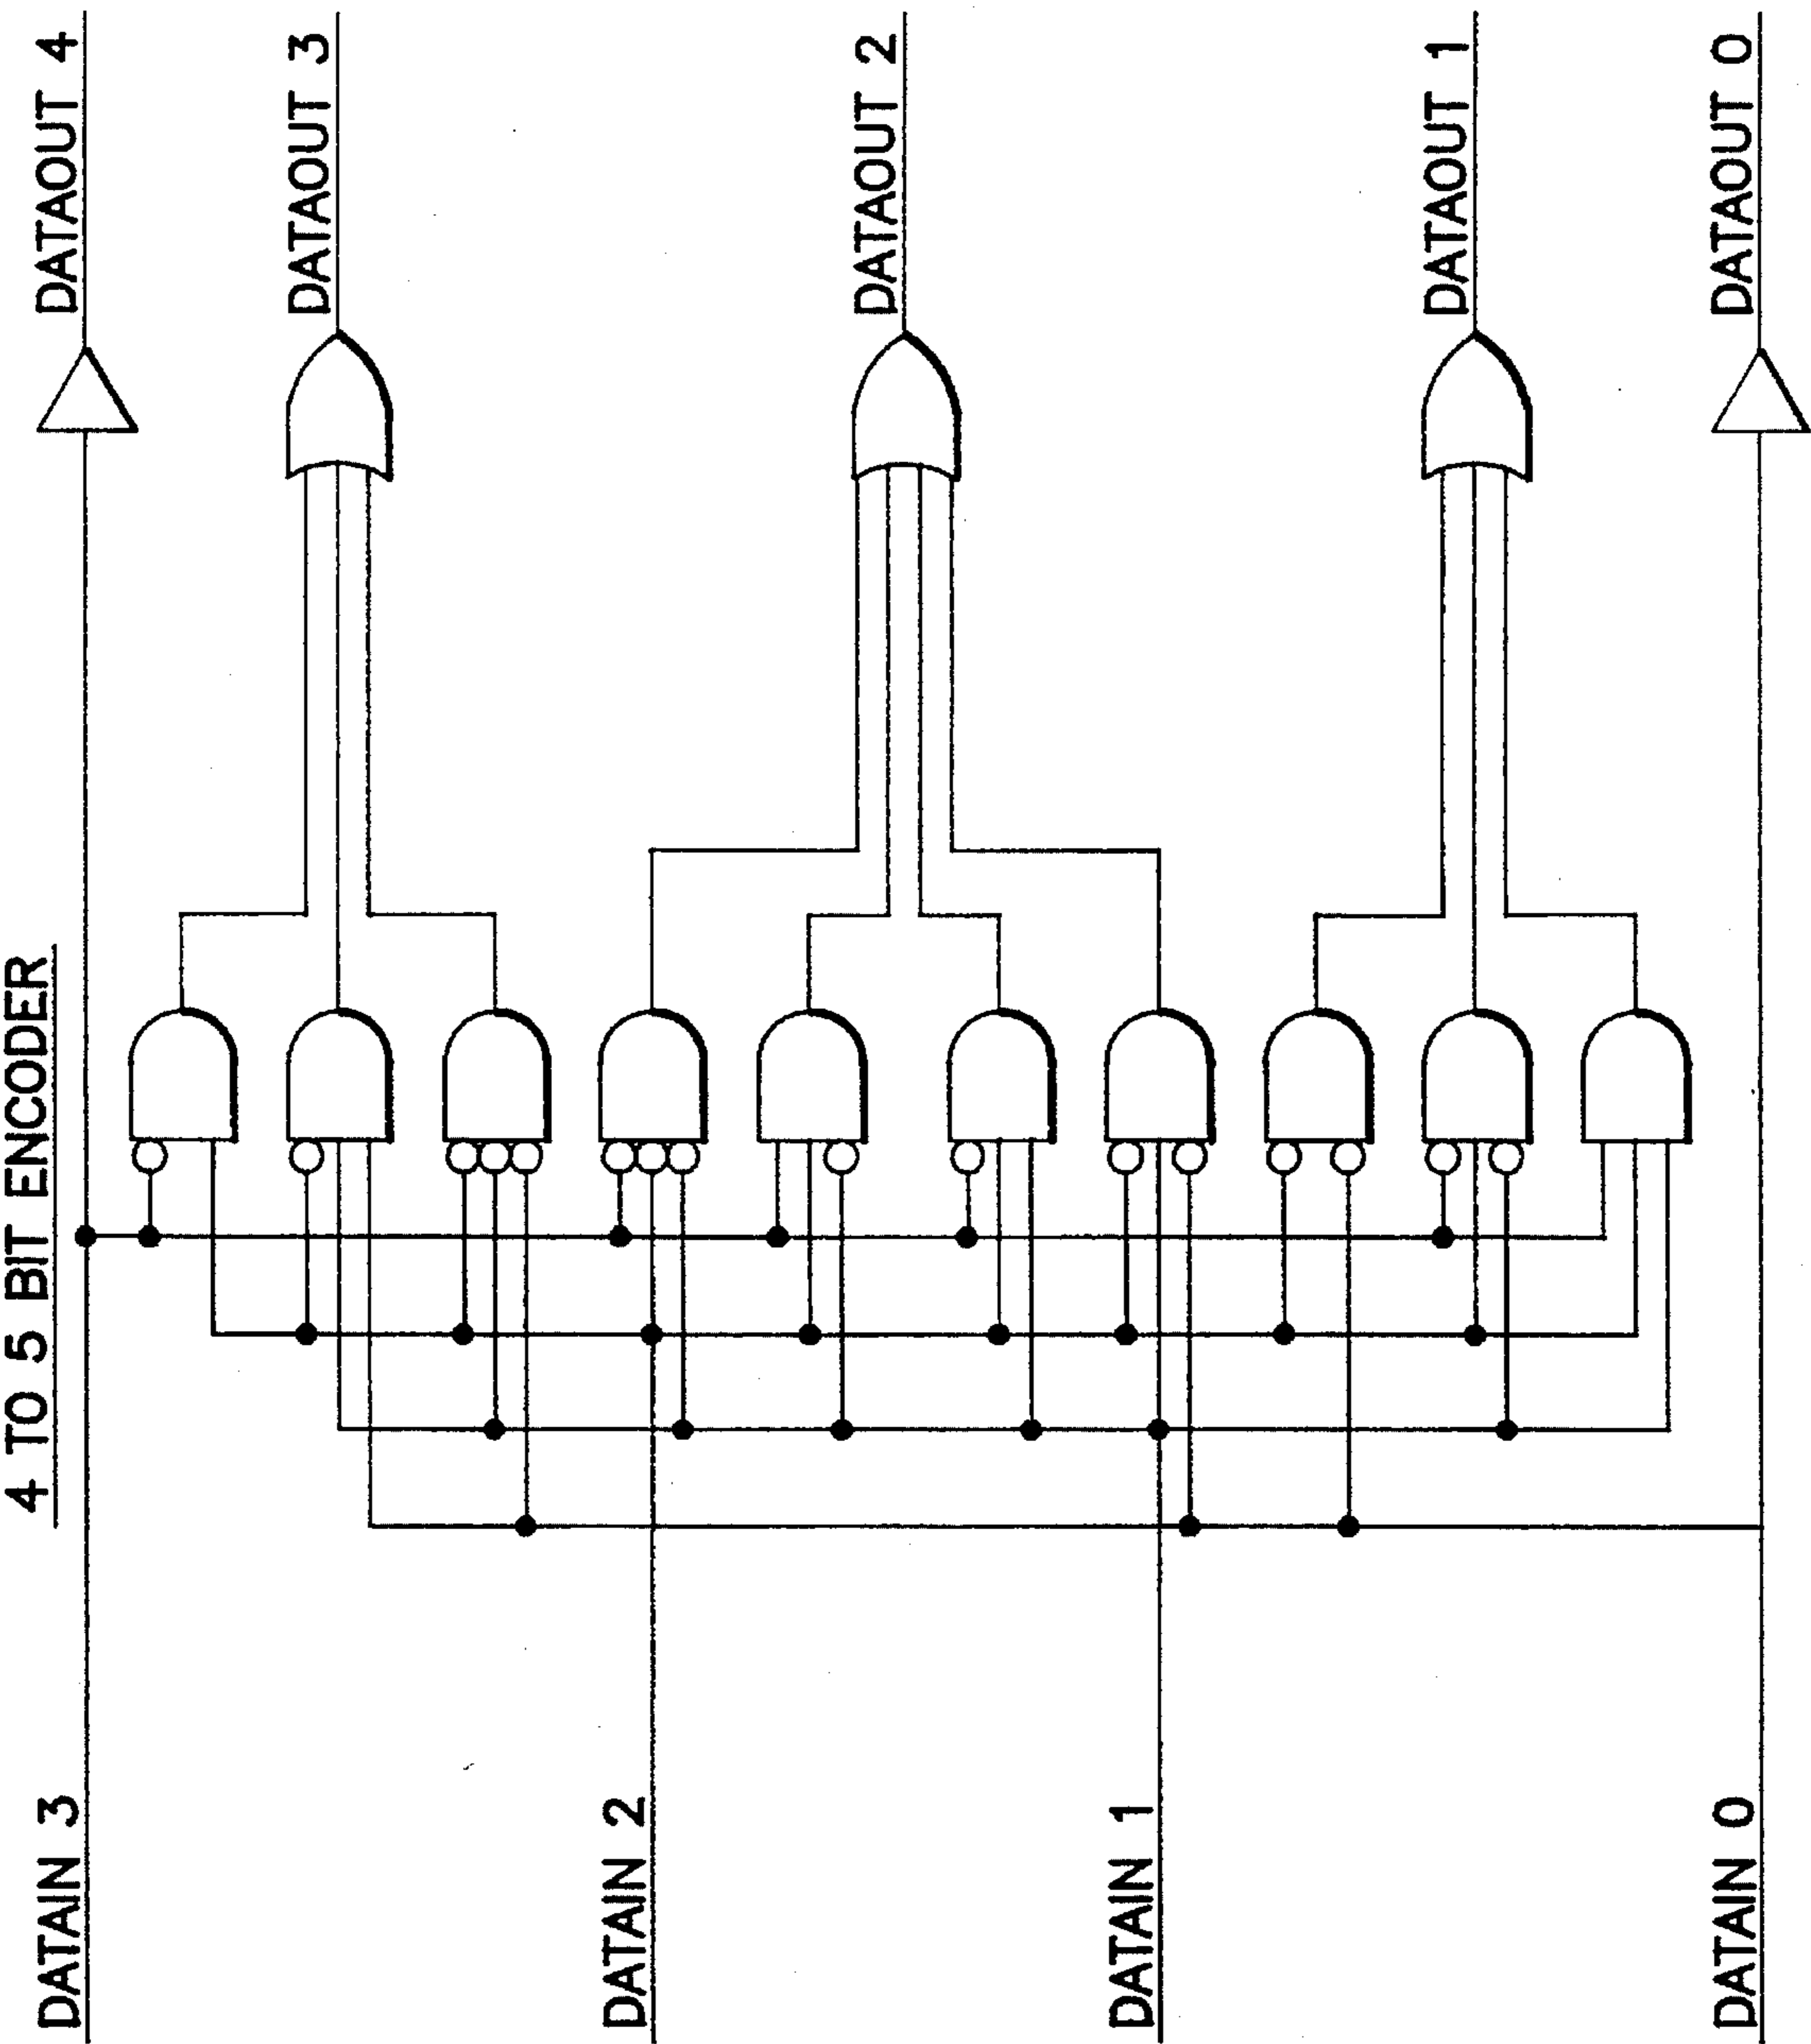 4 TO 5 BIT ENCODER
DATAIN 3
DATAOUT 4
DATAOUT 3
DATAIN 2
DATAOUT 2
DATAIN 1
DATAOUT 1
DATAIN 0
DATAOUT 0